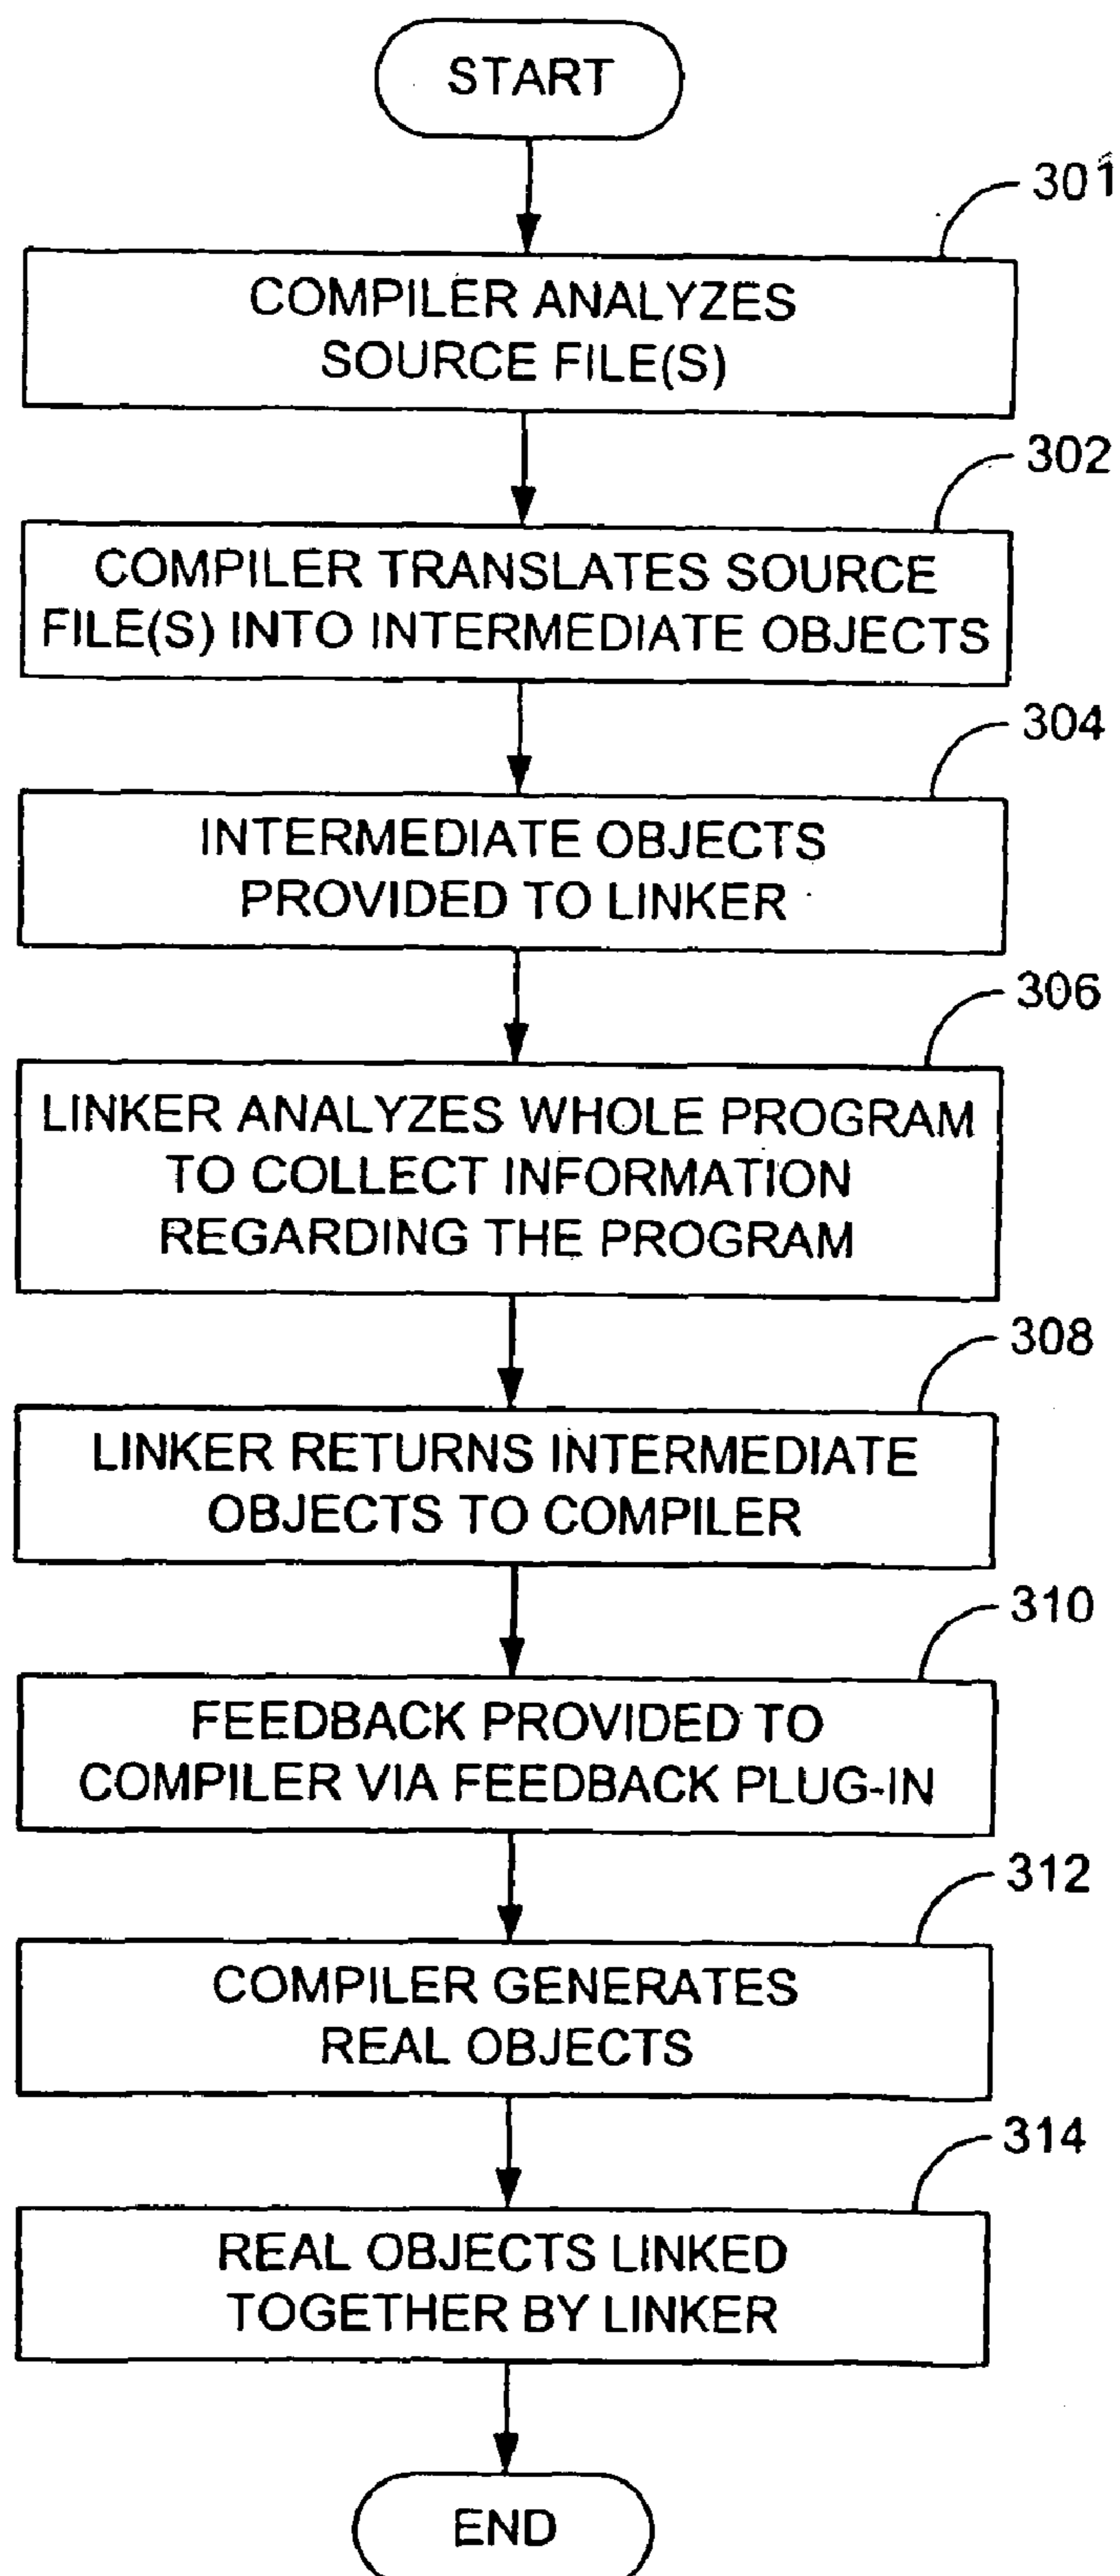 START
301
COMPILER ANALYZES
SOURCE FILE(S)
302
COMPILER TRANSLATES SOURCE
FILE(S) INTO INTERMEDIATE OBJECTS
304
INTERMEDIATE OBJECTS
PROVIDED TO LINKER
306
LINKER ANALYZES WHOLE PROGRAM
TO COLLECT INFORMATION
REGARDING THE PROGRAM
308
LINKER RETURNS INTERMEDIATE
OBJECTS TO COMPILER
310
FEEDBACK PROVIDED TO
COMPILER VIA FEEDBACK PLUG-IN
312
COMPILER GENERATES
REAL OBJECTS
314
REAL OBJECTS LINKED
TOGETHER BY LINKER
END